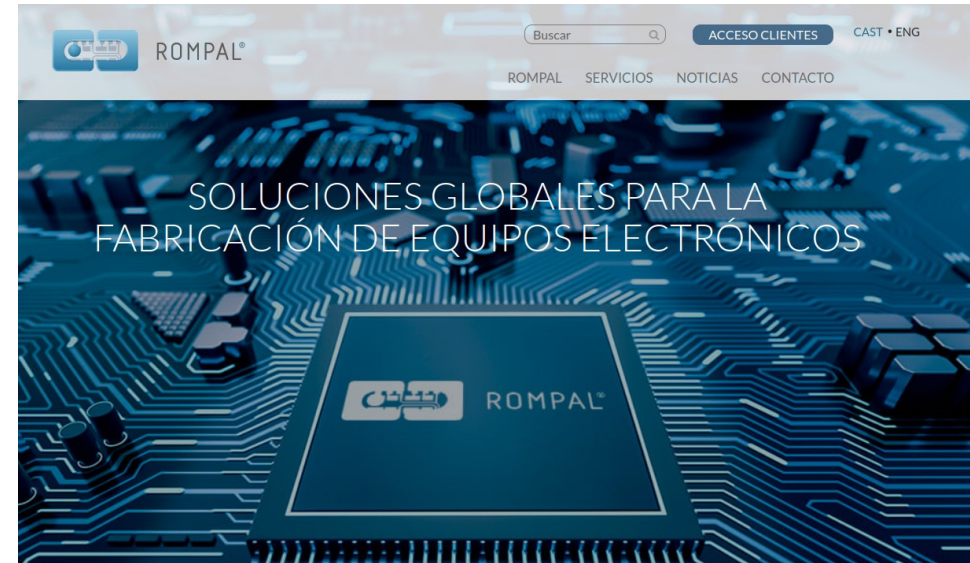 ROMPAL®
Buscar
ACCESO CLIENTES
CAST • ENG
ROMPAL SERVICIOS NOTICIAS CONTACTO
SOLUCIONES GLOBALES PARA LA
FABRICACIÓN DE EQUIPOS ELECTRÓNICOS
ROMPAL®